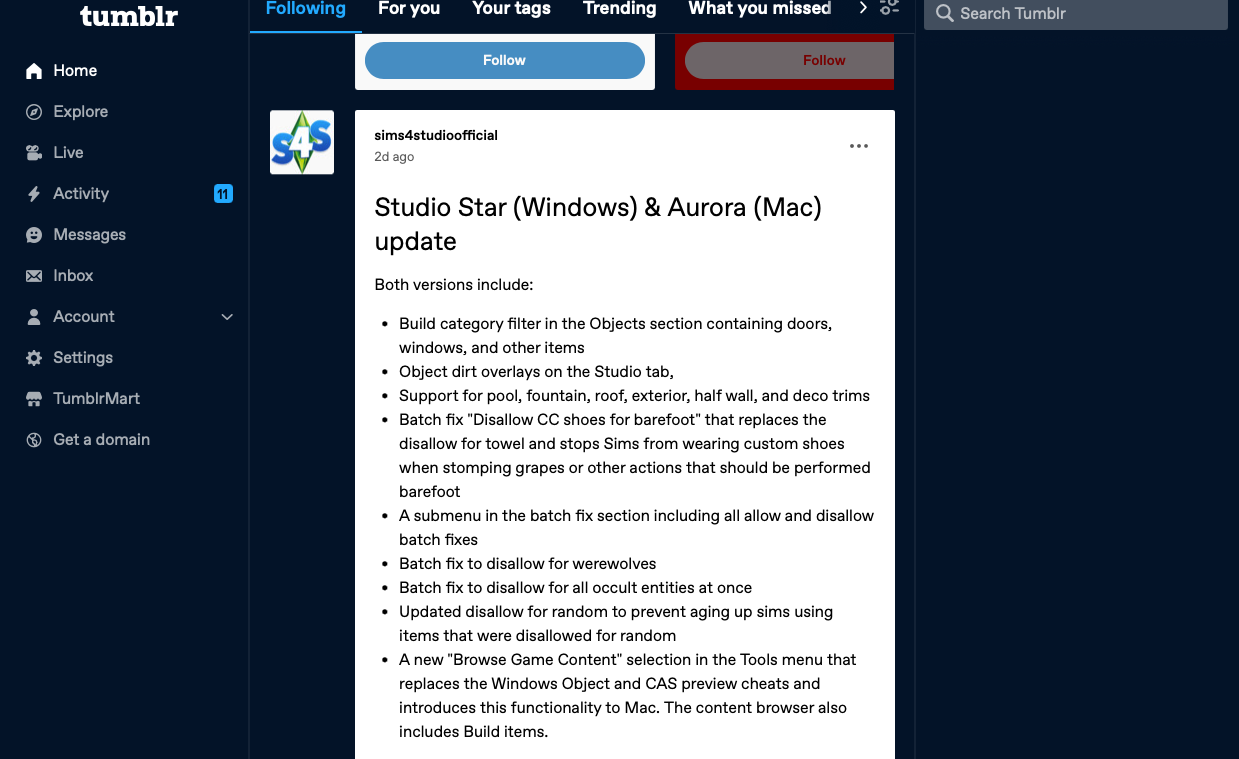 tumblr
Home
Explore
Live
Activity
11
Messages
Inbox
Account
Settings
TumblrMart
Get a domain
Following
For you
Your tags
Trending
What you missed
Search Tumblr
Follow
Follow
S4S
sims4studioofficial
2d ago
Studio Star (Windows) & Aurora (Mac)
update
Both versions include:
• Build category filter in the Objects section containing doors,
windows, and other items
• Object dirt overlays on the Studio tab,
• Support for pool, fountain, roof, exterior, half wall, and deco trims
• Batch fix "Disallow CC shoes for barefoot" that replaces the
disallow for towel and stops Sims from wearing custom shoes
when stomping grapes or other actions that should be performed
barefoot
• A submenu in the batch fix section including all allow and disallow
batch fixes
• Batch fix to disallow for werewolves
• Batch fix to disallow for all occult entities at once
• Updated disallow for random to prevent aging up sims using
items that were disallowed for random
• A new "Browse Game Content" selection in the Tools menu that
replaces the Windows Object and CAS preview cheats and
introduces this functionality to Mac. The content browser also
includes Build items.